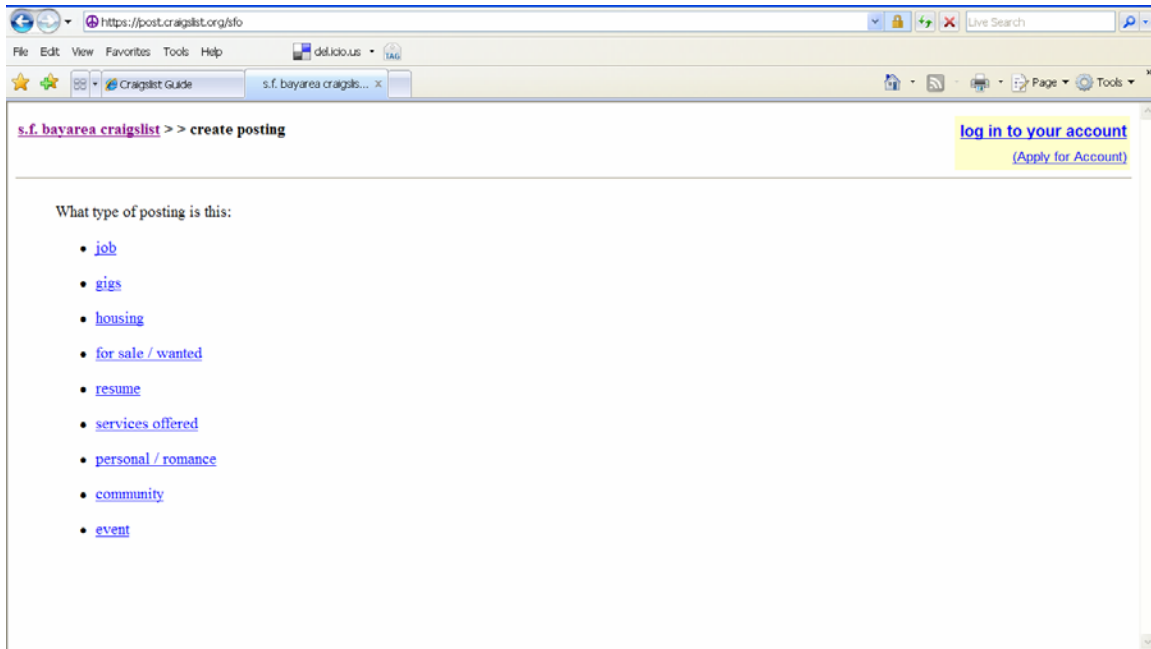 https://post.craigslist.org/sfo
Live Search
File Edit View Favorites Tools Help
del.icio.us
TAG
Craigslist Guide
s.f. bayarea craigslis...
Page
Tools
s.f. bayarea craigslist > > create posting
log in to your account
(Apply for Account)
What type of posting is this:
job
gigs
housing
for sale / wanted
resume
services offered
personal / romance
community
event